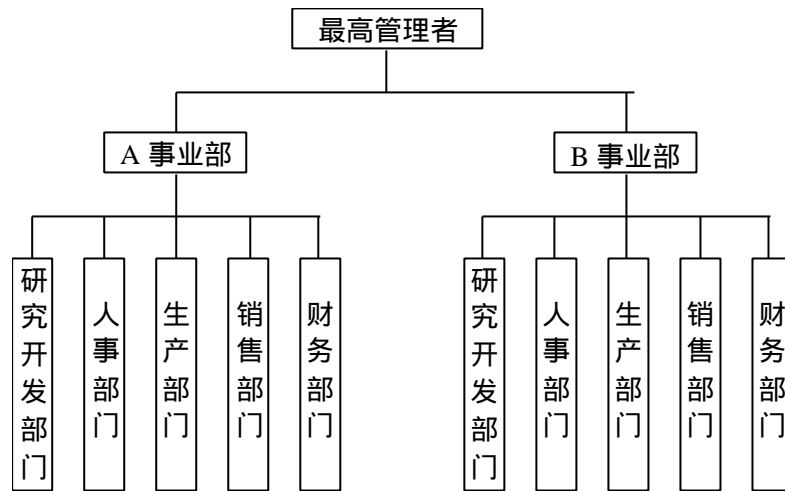 最高管理者
A 事业部
B 事业部
研究开发部门
人事部门
生产部门
销售部门
财务部门
研究开发部门
人事部门
生产部门
销售部门
财务部门